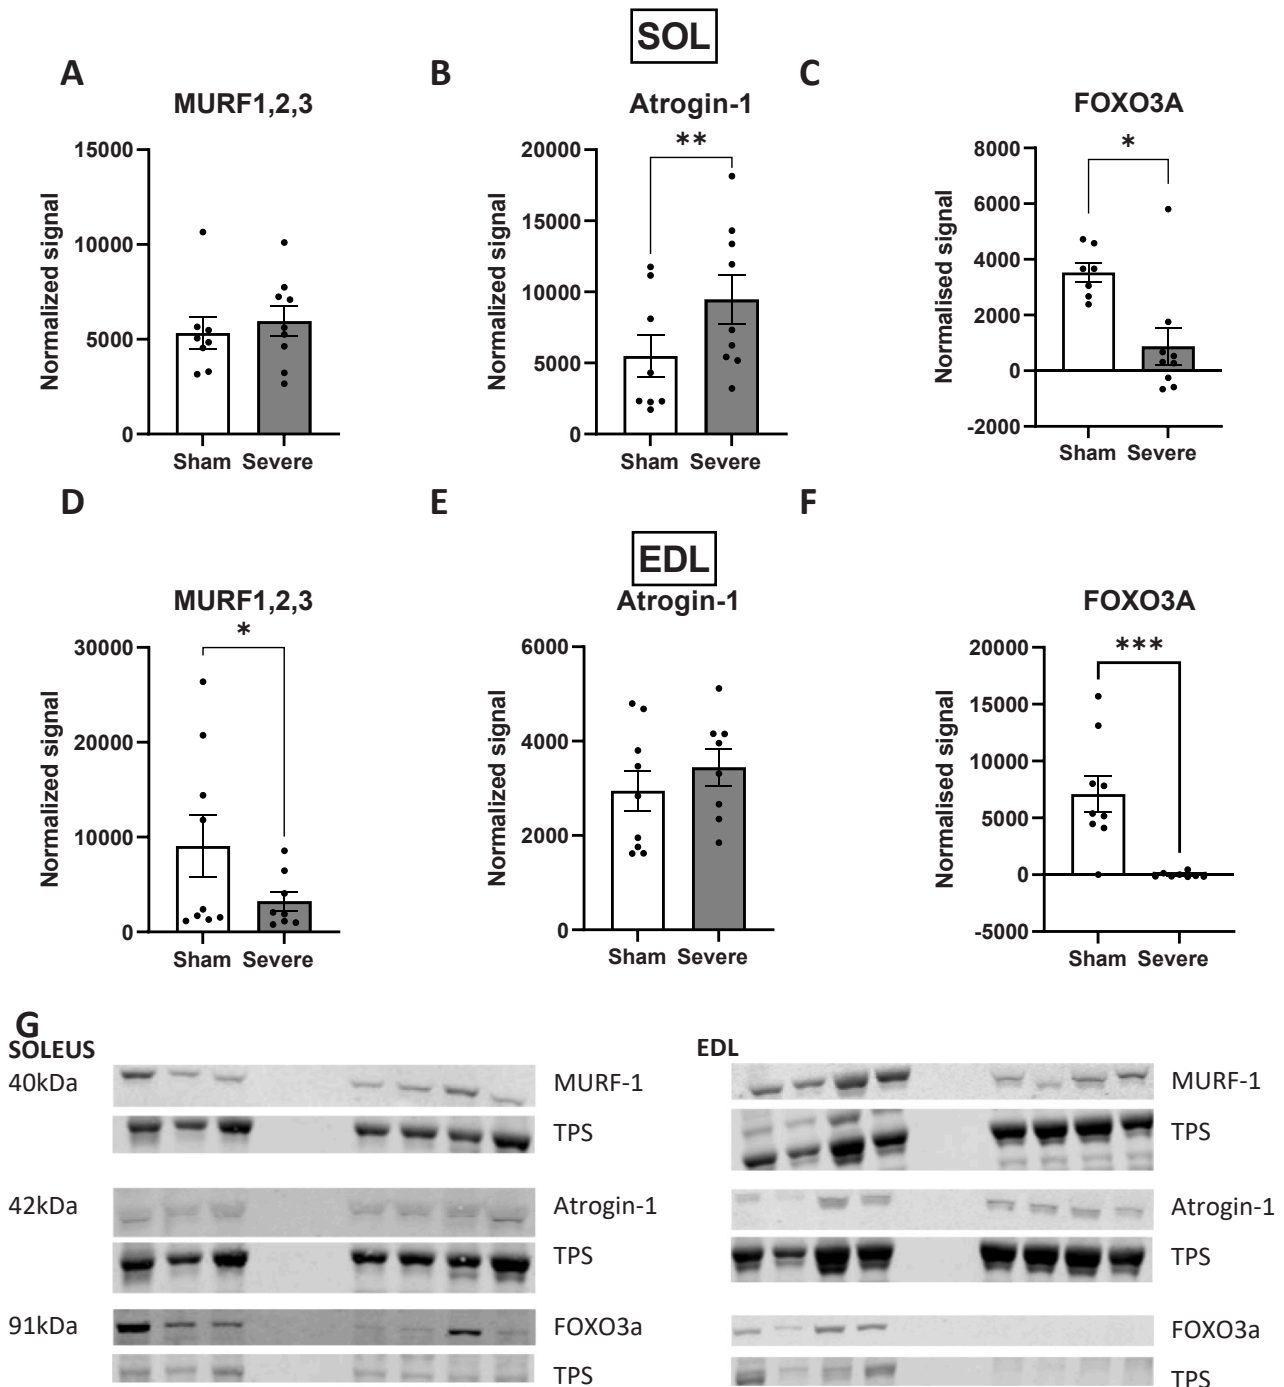 SOL
A
B
C
MURF1,2,3
Atrogin-1
FOXO3A
Normalized signal
15000
10000
5000
0
Sham Severe
**
Normalized signal
20000
15000
10000
5000
0
Sham Severe
*
Normalised signal
8000
6000
4000
2000
0
-2000
Sham Severe
D
E
F
EDL
MURF1,2,3
Atrogin-1
FOXO3A
*
Normalized signal
30000
20000
10000
0
Sham Severe
Normalized signal
6000
4000
2000
0
Sham Severe
***
Normalised signal
20000
15000
10000
5000
0
-5000
Sham Severe
G
SOLEUS
40kDa
MURF-1
TPS
42kDa
Atrogin-1
TPS
91kDa
FOXO3a
TPS
EDL
MURF-1
TPS
Atrogin-1
TPS
FOXO3a
TPS